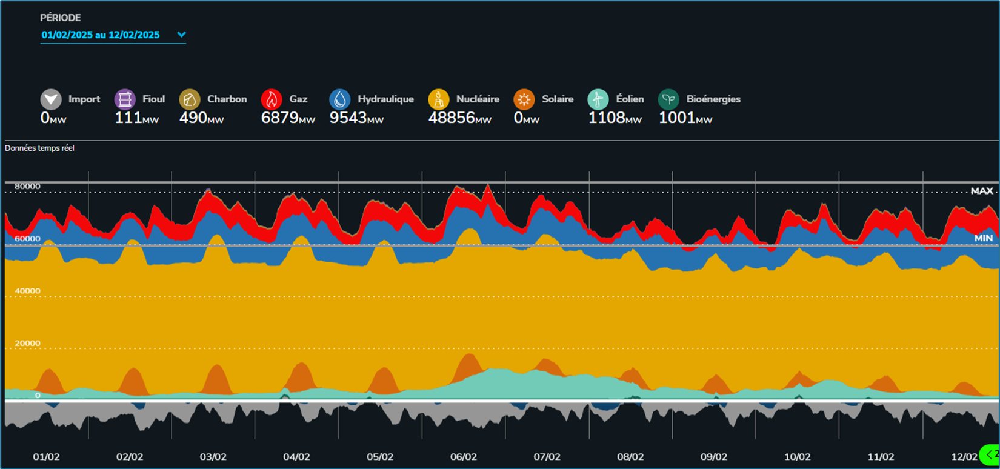 PÉRIODE
01/02/2025 au 12/02/2025
Import Fioul Charbon Gaz Hydraulique Nucléaire Solaire Éolien Bioénergies
0MW 111MW 490MW 6879MW 9543MW 48856MW 0MW 1108MW 1001MW
Données temps réel
80000
MAX
60000
MIN
40000
20000
0
01/02 02/02 03/02 04/02 05/02 06/02 07/02 08/02 09/02 10/02 11/02 12/02